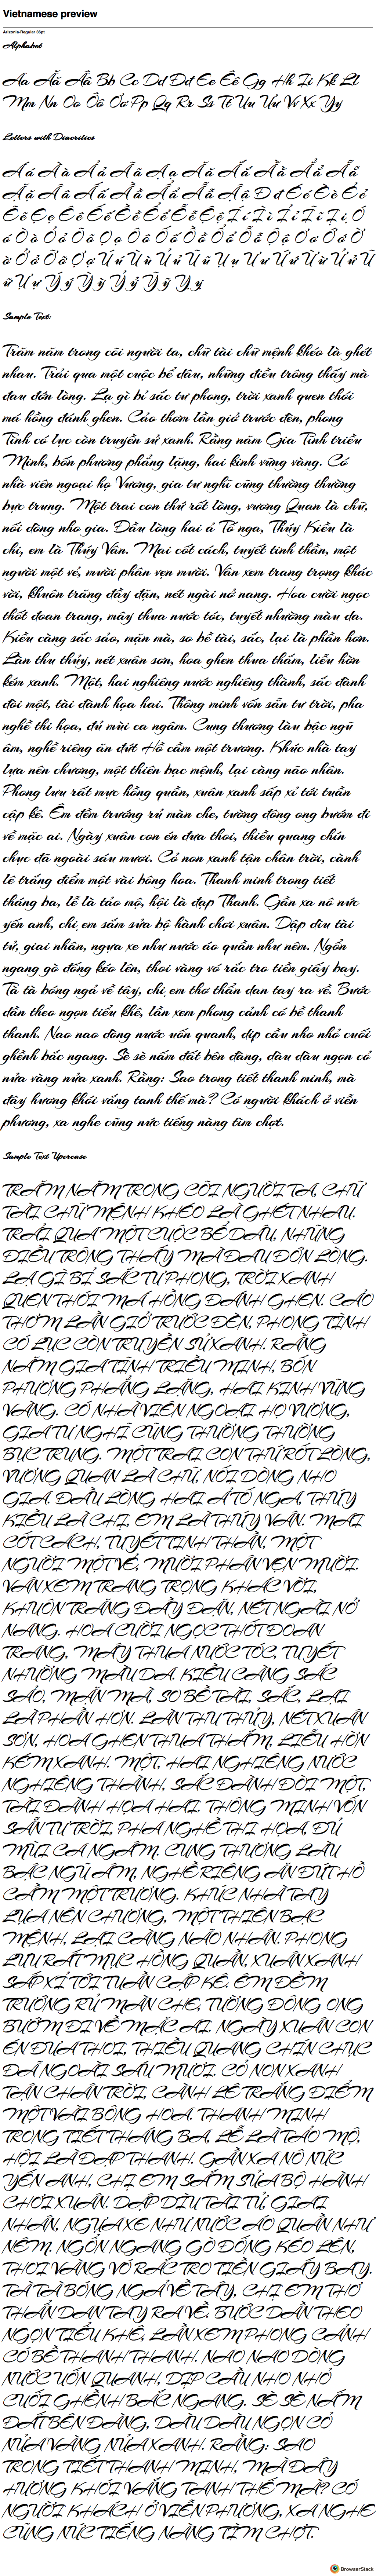 Vietnamese preview
Arizonia-Regular 36pt
Alphabet
Aa Ăă Ââ Bb Cc Dd Đđ Ee Êê Gg Hh Ii Kk Ll
Mm Nn Oo Ôô Ơơ Pp Qq Rr Ss Tt Uu Ưư Vv Xx Yy
Letters with Diacritics
Á á À à Ả ả Ã ã Ạ ạ Ă ă Ắ ắ Ằ ằ Ẳ ẳ Ẵ ẵ
Ặ ặ Â â Ấ ấ Ầ ầ Ẩ ẩ Ẫ ẫ Ậ ậ Đ đ É é È è Ẻ ẻ
Ẽ ẽ Ẹ ẹ Ê ê Ế ế Ề ề Ể ể Ễ ễ Ệ ệ Í í Ì ì Ỉ ỉ Ĩ ĩ Ị ị Ó
ó Ò ò Ỏ ỏ Õ õ Ọ ọ Ô ô Ố ố Ồ ồ Ổ ổ Ỗ ỗ Ộ ộ Ơ ơ Ớ ớ Ờ
ờ Ở ở Ỡ ỡ Ợ ợ Ú ú Ù ù Ủ ủ Ũ ũ Ụ ụ Ư ư Ứ ứ Ừ ừ Ử ử Ữ
ữ Ự ự Ý ý Ỳ ỳ Ỷ ỷ Ỹ ỹ Ỵ ỵ
Sample Text:
Trăm năm trong cõi người ta, chữ tài chữ mệnh khéo là ghét
nhau. Trải qua một cuộc bể dâu, những điều trông thấy mà
đau đớn lòng. Lạ gì bỉ sắc tư phong, trời xanh quen thói
má hồng đánh ghen. Cảo thơm lần giở trước đèn, phong
tình có lục còn truyền sử xanh. Rằng năm Gia Tĩnh triều
Minh, bốn phương phẳng lặng, hai kinh vững vàng. Có
nhà viên ngoại họ Vương, gia tư nghĩ cũng thường thường
bực trung. Một trai con thứ rốt lòng, vương Quan là chữ,
nối dòng nho gia. Đầu lòng hai ả Tố nga, Thúy Kiều là
chị, em là Thúy Vân. Mai cốt cách, tuyết tinh thần, một
người một vẻ, mười phân vẹn mười. Vân xem trang trọng khác
vời, khuôn trăng đầy đặn, nét ngài nở nang. Hoa cười ngọc
thốt đoan trang, mây thua nước tóc, tuyết nhường màu da.
Kiều càng sắc sảo, mặn mà, so bề tài, sắc, lại là phần hơn.
Làn thu thủy, nét xuân sơn, hoa ghen thua thắm, liễu hờn
kém xanh. Một, hai nghiêng nước nghiêng thành, sắc đành
đòi một, tài đành họa hai. Thông minh vốn sẵn tư trời, pha
nghề thi họa, đủ mùi ca ngâm. Cung thương làu bậc ngũ
âm, nghề riêng ăn đứt Hồ cầm một trương. Khúc nhà tay
lựa nên chương, một thiên bạc mệnh, lại càng não nhân.
Phong lưu rất mực hồng quần, xuân xanh sấp xỉ tới tuần
cập kê. Êm đềm trướng rủ màn che, tường đông ong bướm đi
về mặc ai. Ngày xuân con én đưa thoi, thiều quang chín
chục đã ngoài sáu mươi. Cỏ non xanh tận chân trời, cành
lê trắng điểm một vài bông hoa. Thanh minh trong tiết
tháng ba, lễ là tảo mộ, hội là đạp Thanh. Gần xa nô nức
yến anh, chị em sắm sửa bộ hành chơi xuân. Dập dìu tài
tử, giai nhân, ngựa xe như nước áo quần như nêm. Ngổn
ngang gò đống kéo lên, thoi vàng vó rắc tro tiền giấy bay.
Tà tà bóng ngả về tây, chị em thơ thẩn dan tay ra về. Bước
dần theo ngọn tiểu khê, lần xem phong cảnh có bề thanh
thanh. Nao nao dòng nước uốn quanh, dịp cầu nho nhỏ cuối
ghềnh bắc ngang. Sè sè nấm đất bên đàng, dàu dàu ngọn cỏ
nửa vàng nửa xanh. Rằng: Sao trong tiết thanh minh, mà
đây hương khói vắng tanh thế mà? Có người khách ở viễn
phương, xa nghe cũng nức tiếng nàng tìm chơi.
Sample Text Upercase
TRĂM NĂM TRONG CÕI NGƯỜI TA, CHỮ
TÀI CHỮ MỆNH KHÉO LÀ GHÉT NHAU.
TRẢI QUA MỘT CUỘC BỂ DÂU, NHỮNG
ĐIỀU TRÔNG THẤY MÀ ĐAU ĐỚN LÒNG.
LẠ GÌ BỈ SẮC TƯ PHONG, TRỜI XANH
QUEN THÓI MÁ HỒNG ĐÁNH GHEN. CẢO
THƠM LẦN GIỞ TRƯỚC ĐÈN, PHONG TÌNH
CÓ LỤC CÒN TRUYỀN SỬ XANH. RẰNG
NĂM GIA TĨNH TRIỀU MINH, BỐN
PHƯƠNG PHẲNG LẶNG, HAI KINH VỮNG
VÀNG. CÓ NHÀ VIÊN NGOẠI HỌ VƯƠNG,
GIA TƯ NGHĨ CŨNG THƯỜNG THƯỜNG
BỰC TRUNG. MỘT TRAI CON THỨ RỐT LÒNG,
VƯƠNG QUAN LÀ CHỮ, NỐI DÒNG NHO
GIA. ĐẦU LÒNG HAI Ả TỐ NGA, THÚY
KIỀU LÀ CHỊ, EM LÀ THÚY VÂN. MAI
CỐT CÁCH, TUYẾT TINH THẦN, MỘT
NGƯỜI MỘT VẺ, MƯỜI PHÂN VẸN MƯỜI.
VÂN XEM TRANG TRỌNG KHÁC VỜI,
KHUÔN TRĂNG ĐẦY ĐẶN, NÉT NGÀI NỞ
NANG. HOA CƯỜI NGỌC THỐT ĐOAN
TRANG, MÂY THUA NƯỚC TÓC, TUYẾT
NHƯỜNG MÀU DA. KIỀU CÀNG SẮC
SẢO, MẶN MÀ, SO BỀ TÀI, SẮC, LẠI
LÀ PHẦN HƠN. LÀN THU THỦY, NÉT XUÂN
SƠN, HOA GHEN THUA THẮM, LIỄU HỜN
KÉM XANH. MỘT, HAI NGHIÊNG NƯỚC
NGHIÊNG THÀNH, SẮC ĐÀNH ĐÒI MỘT,
TÀI ĐÀNH HỌA HAI. THÔNG MINH VỐN
SẴN TƯ TRỜI, PHA NGHỀ THI HỌA, ĐỦ
MÙI CA NGÂM. CUNG THƯƠNG LÀU
BẬC NGŨ ÂM, NGHỀ RIÊNG ĂN ĐỨT HỒ
CẦM MỘT TRƯƠNG. KHÚC NHÀ TAY
LỰA NÊN CHƯƠNG, MỘT THIÊN BẠC
MỆNH, LẠI CÀNG NÃO NHÂN. PHONG
LƯU RẤT MỰC HỒNG QUẦN, XUÂN XANH
SẤP XỈ TỚI TUẦN CẬP KÊ. ÊM ĐỀM
TRƯỚNG RỦ MÀN CHE, TƯỜNG ĐÔNG ONG
BƯỚM ĐI VỀ MẶC AI. NGÀY XUÂN CON
ÉN ĐƯA THOI, THIỀU QUANG CHÍN CHỤC
ĐÃ NGOÀI SÁU MƯƠI. CỎ NON XANH
TẬN CHÂN TRỜI, CÀNH LÊ TRẮNG ĐIỂM
MỘT VÀI BÔNG HOA. THANH MINH
TRONG TIẾT THÁNG BA, LỄ LÀ TẢO MỘ,
HỘI LÀ ĐẠP THANH. GẦN XA NÔ NỨC
YẾN ANH, CHỊ EM SẮM SỬA BỘ HÀNH
CHƠI XUÂN. DẬP DÌU TÀI TỬ, GIAI
NHÂN, NGỰA XE NHƯ NƯỚC ÁO QUẦN NHƯ
NÊM. NGỔN NGANG GÒ ĐỐNG KÉO LÊN,
THOI VÀNG VÓ RẮC TRO TIỀN GIẤY BAY.
TÀ TÀ BÓNG NGẢ VỀ TÂY, CHỊ EM THƠ
THẨN DAN TAY RA VỀ. BƯỚC DẦN THEO
NGỌN TIỂU KHÊ, LẦN XEM PHONG CẢNH
CÓ BỀ THANH THANH. NAO NAO DÒNG
NƯỚC UỐN QUANH, DỊP CẦU NHO NHỎ
CUỐI GHỀNH BẮC NGANG. SÈ SÈ NẤM
ĐẤT BÊN ĐÀNG, DÀU DÀU NGỌN CỎ
NỬA VÀNG NỬA XANH. RẰNG: SAO
TRONG TIẾT THANH MINH, MÀ ĐÂY
HƯƠNG KHÓI VẮNG TANH THẾ MÀ? CÓ
NGƯỜI KHÁCH Ở VIỄN PHƯƠNG, XA NGHE
CŨNG NỨC TIẾNG NÀNG TÌM CHƠI.
BrowserStack